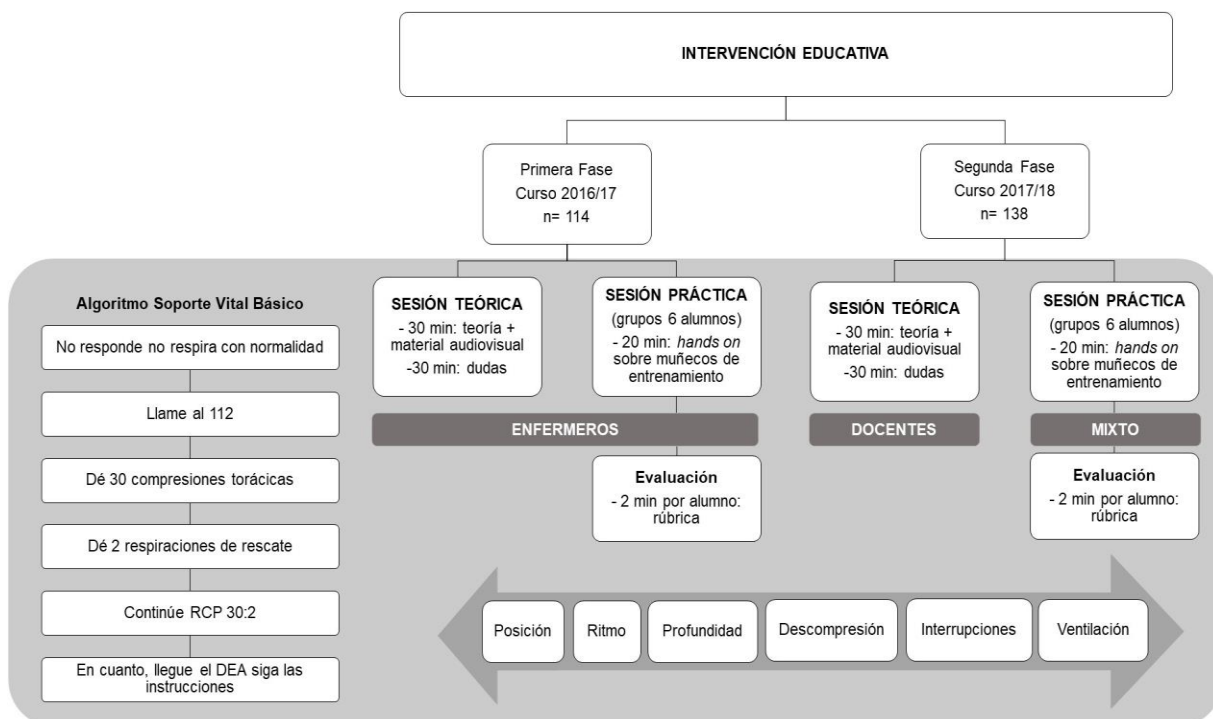 INTERVENCIÓN EDUCATIVA
Primera Fase
Curso 2016/17
n= 114
Segunda Fase
Curso 2017/18
n= 138
Algoritmo Soporte Vital Básico
No responde no respira con normalidad
Llame al 112
Dé 30 compresiones torácicas
Dé 2 respiraciones de rescate
Continúe RCP 30:2
En cuanto, llegue el DEA siga las
instrucciones
SESIÓN TEÓRICA
- 30 min: teoría +
material audiovisual
-30 min: dudas
SESIÓN PRÁCTICA
(grupos 6 alumnos)
- 20 min: hands on
sobre muñecos de
entrenamiento
ENFERMEROS
Evaluación
- 2 min por alumno:
rúbrica
SESIÓN TEÓRICA
- 30 min: teoría +
material audiovisual
-30 min: dudas
DOCENTES
SESIÓN PRÁCTICA
(grupos 6 alumnos)
- 20 min: hands on
sobre muñecos de
entrenamiento
MIXTO
Evaluación
- 2 min por alumno:
rúbrica
Posición
Ritmo
Profundidad
Descompresión
Interrupciones
Ventilación